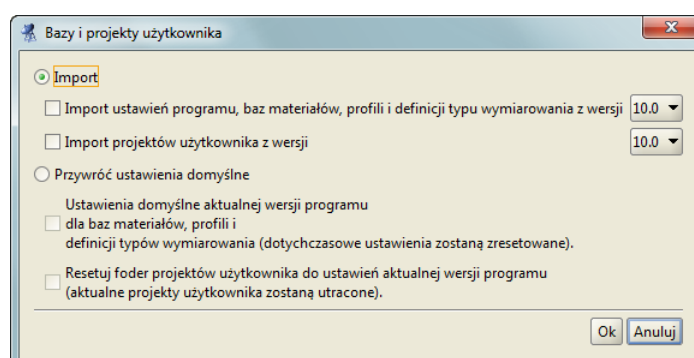 Bazy i projekty użytkownika
Import
Import ustawień programu, baz materiałów, profili i definicji typu wymiarowania z wersji 10.0
Import projektów użytkownika z wersji 10.0
Przywróć ustawienia domyślne
Ustawienia domyślne aktualnej wersji programu
dla baz materiałów, profili i
definicji typów wymiarowania (dotychczasowe ustawienia zostaną zresetowane).
Resetuj foder projektów użytkownika do ustawień aktualnej wersji programu
(aktualne projekty użytkownika zostaną utracone).
Ok Anuluj